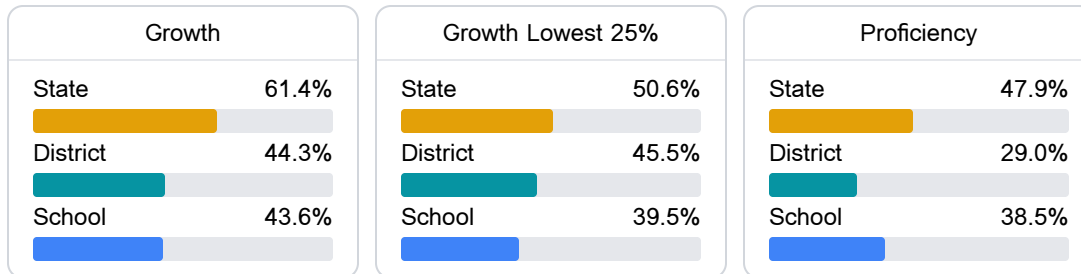 Growth
State 61.4%
District 44.3%
School 43.6%
Growth Lowest 25%
State 50.6%
District 45.5%
School 39.5%
Proficiency
State 47.9%
District 29.0%
School 38.5%